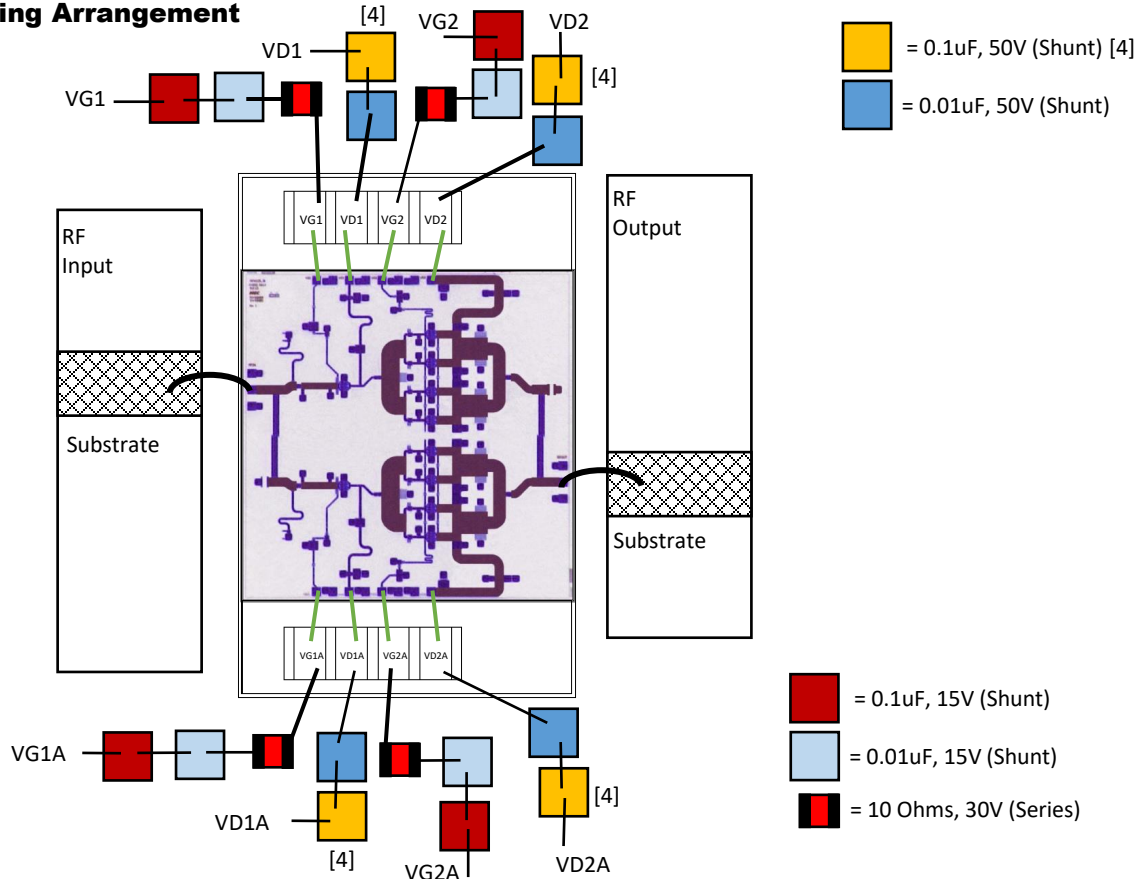 ing Arrangement
[4]
VG2
VD2
VD1
[4]
VG1
= 0.1uF, 50V (Shunt) [4]
= 0.01uF, 50V (Shunt)
RF
Input
Substrate
VG1
VD1
VG2
VD2
RF
Output
Substrate
VG1A
VD1A
VG2A
VD2A
VG1A
VD1A
[4]
VG2A
[4]
VD2A
= 0.1uF, 15V (Shunt)
= 0.01uF, 15V (Shunt)
= 10 Ohms, 30V (Series)